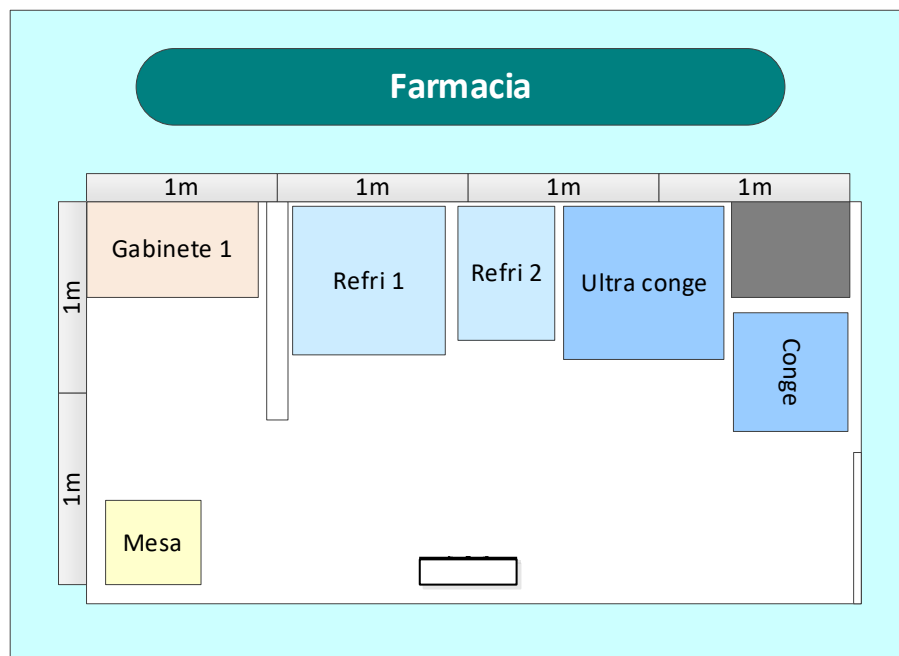 Farmacia
1m
1m
1m
1m
1m
1m
Gabinete 1
Refri 1
Refri 2
Ultra conge
Conge
Mesa